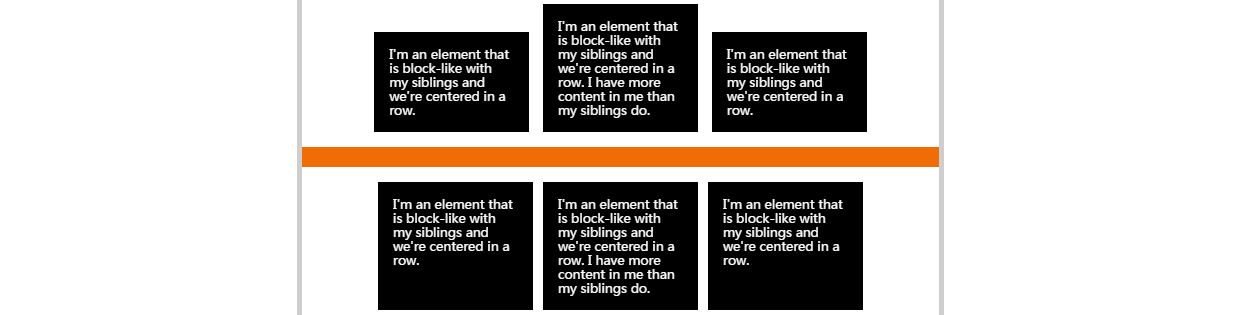 I'm an element that
is block-like with
my siblings and
we're centered in a
row.
I'm an element that
is block-like with
my siblings and
we're centered in a
row. I have more
content in me than
my siblings do.
I'm an element that
is block-like with
my siblings and
we're centered in a
row.
I'm an element that
is block-like with
my siblings and
we're centered in a
row.
I'm an element that
is block-like with
my siblings and
we're centered in a
row. I have more
content in me than
my siblings do.
I'm an element that
is block-like with
my siblings and
we're centered in a
row.